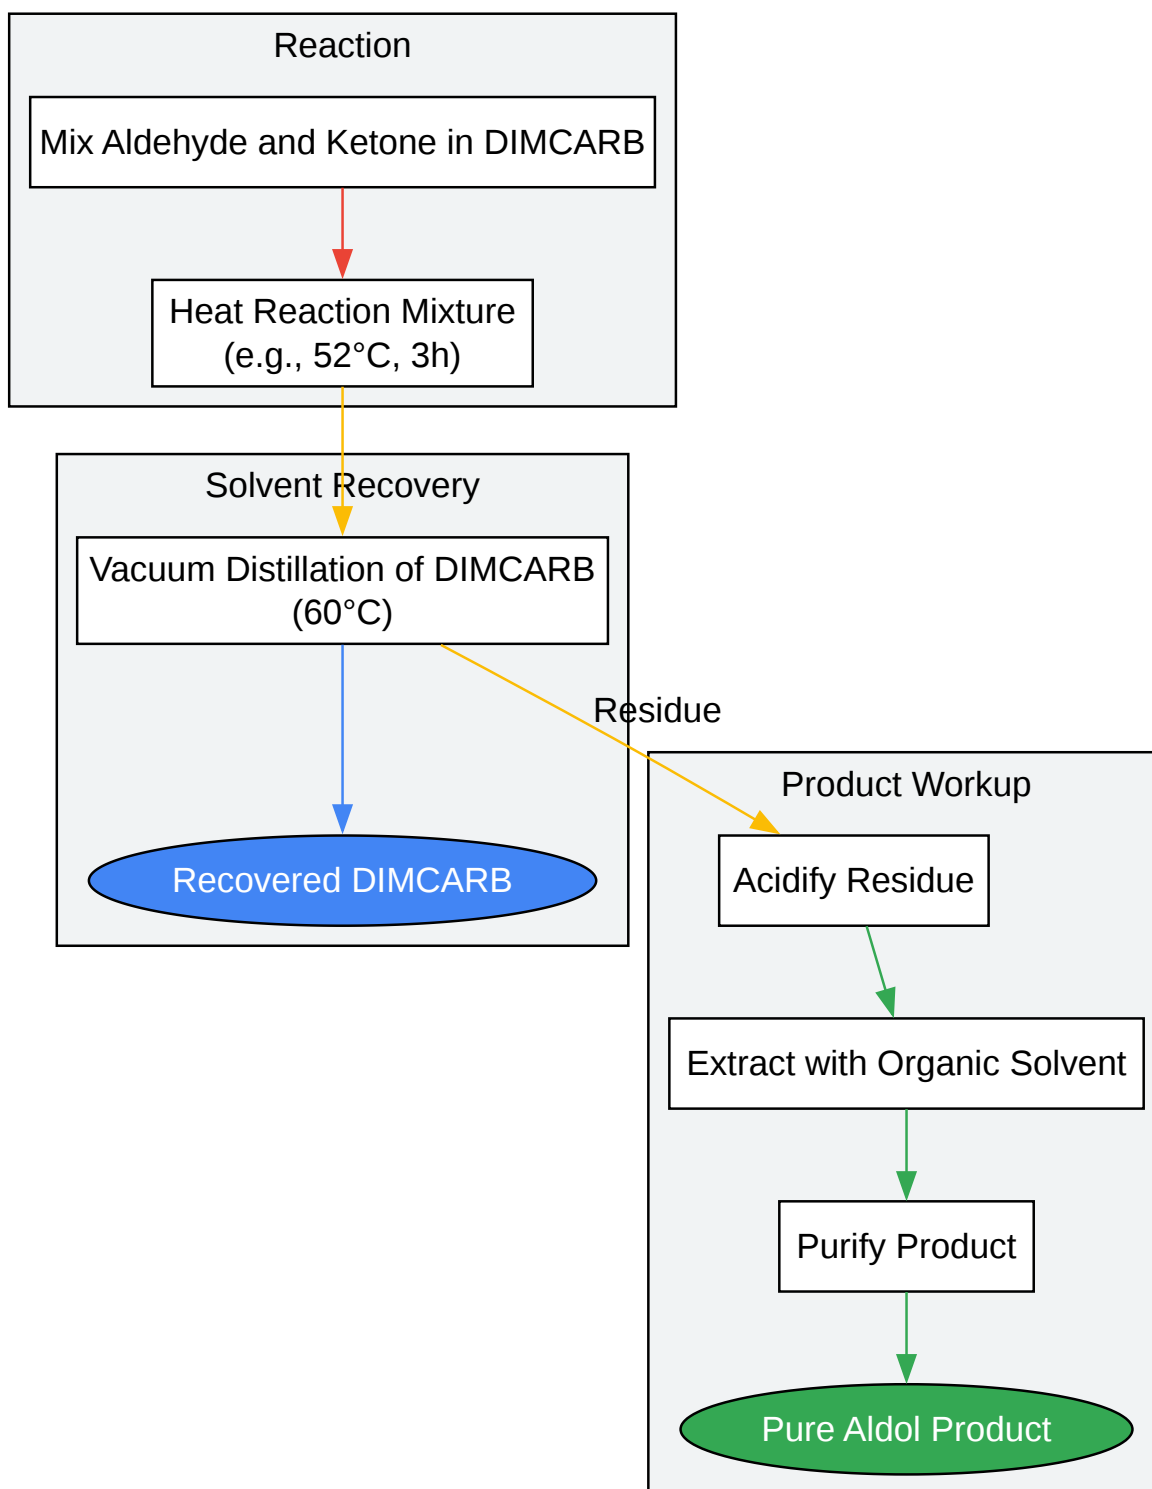 Reaction
Mix Aldehyde and Ketone in DIMCARB
Heat Reaction Mixture
(e.g., 52°C, 3h)
Solvent Recovery
Vacuum Distillation of DIMCARB
(60°C)
Residue
Recovered DIMCARB
Product Workup
Acidify Residue
Extract with Organic Solvent
Purify Product
Pure Aldol Product